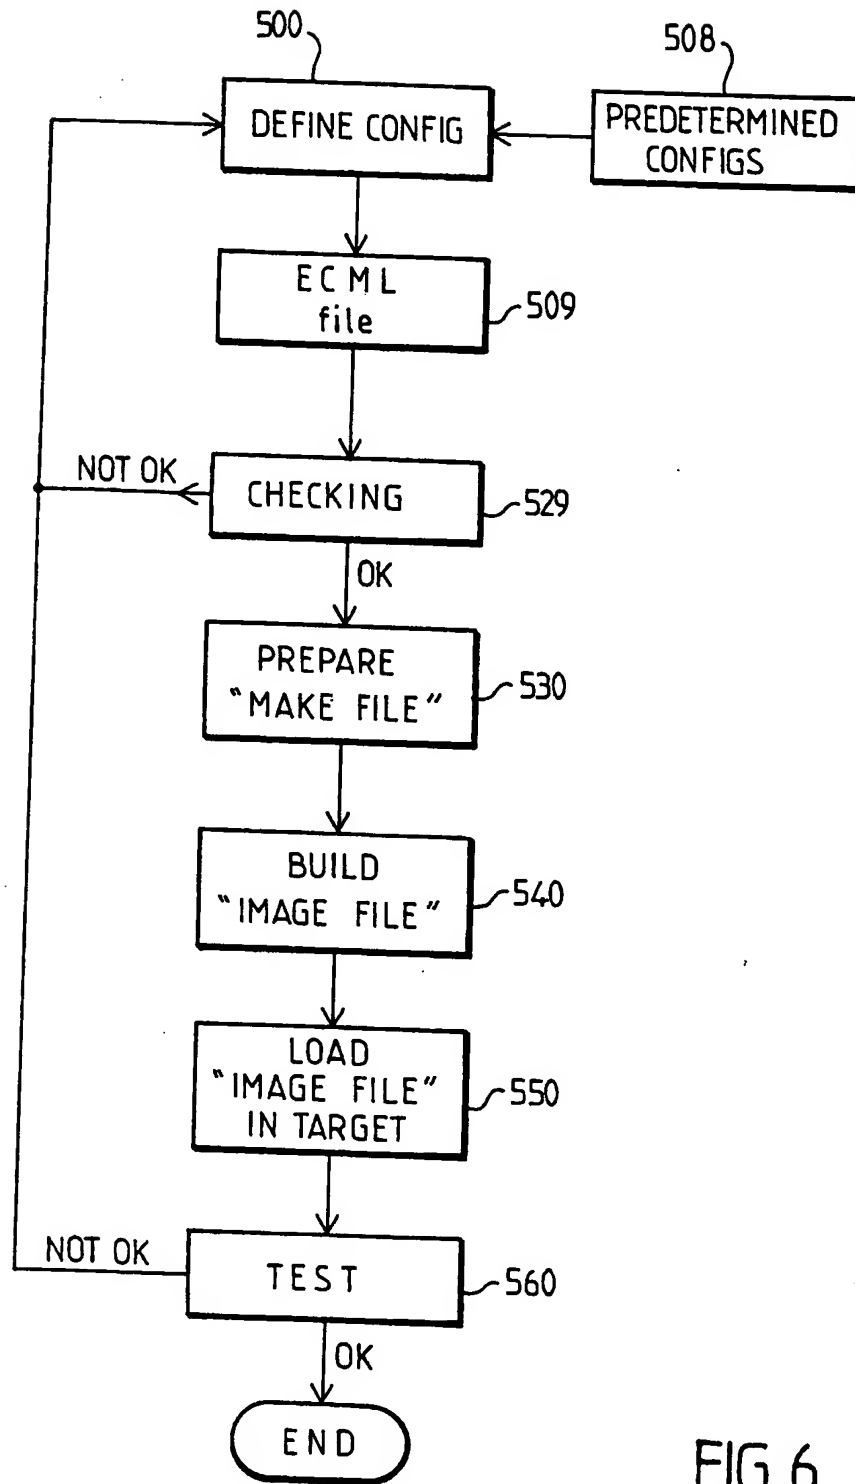 500
508
DEFINE CONFIG
PREDETERMINED
CONFIGS
ECML
file
509
NOT OK
CHECKING
529
OK
PREPARE
"MAKE FILE"
530
BUILD
"IMAGE FILE"
540
LOAD
"IMAGE FILE"
IN TARGET
550
NOT OK
TEST
560
OK
END
FIG 6